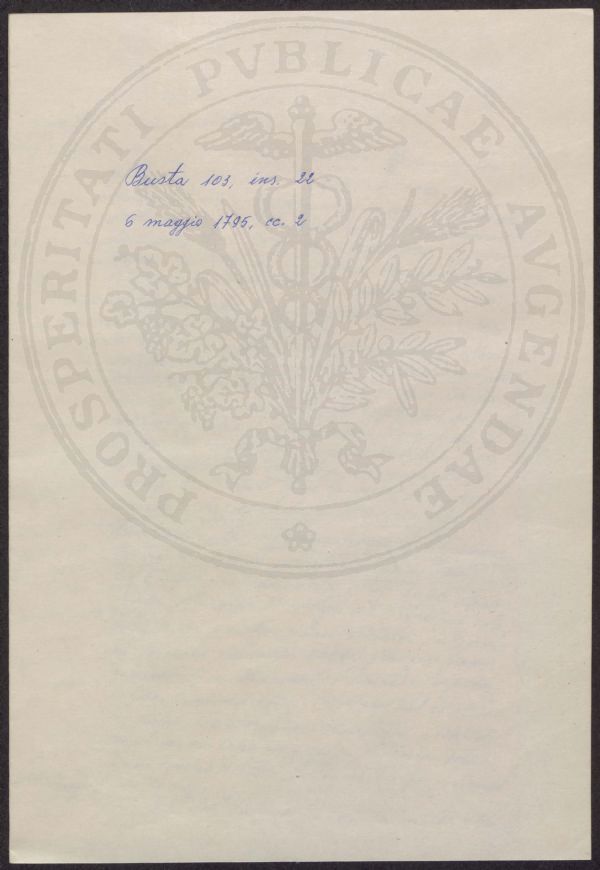 PROSPERITATI PVBLICAE AVGENDAE
Busta 103, ins. 22
6 maggio 1795, cc. 2